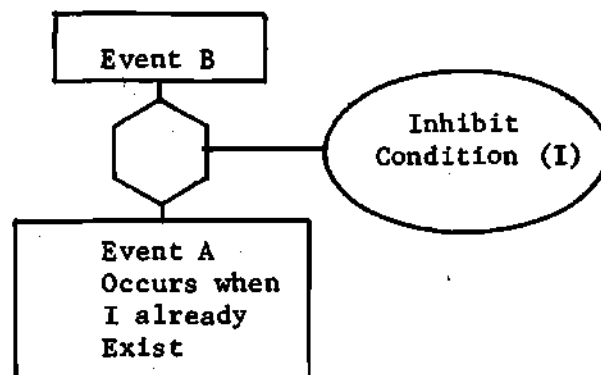 Event B
Inhibit
Condition (I)
Event A
Occurs when
I already
Exist